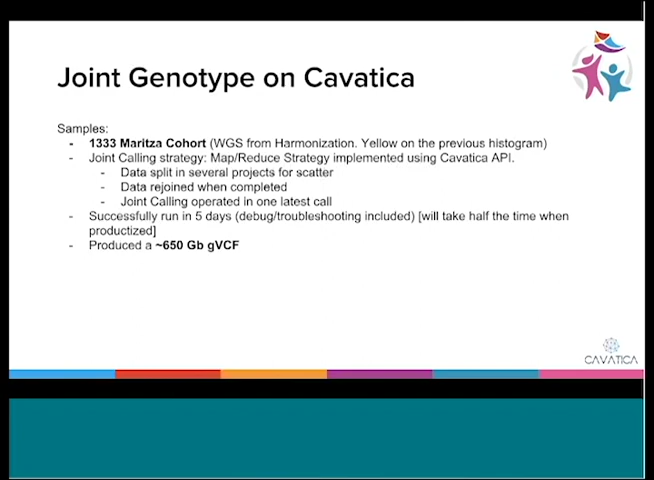 Joint Genotype on Cavatica
Samples:
- 1333 Maritza Cohort (WGS from Harmonization. Yellow on the previous histogram)
- Joint Calling strategy: Map/Reduce Strategy implemented using Cavatica API.
- Data split in several projects for scatter
- Data rejoined when completed
- Joint Calling operated in one latest call
- Successfully run in 5 days (debug/troubleshooting included) [will take half the time when
productized]
- Produced a ~650 Gb gVCF
CAVATICA